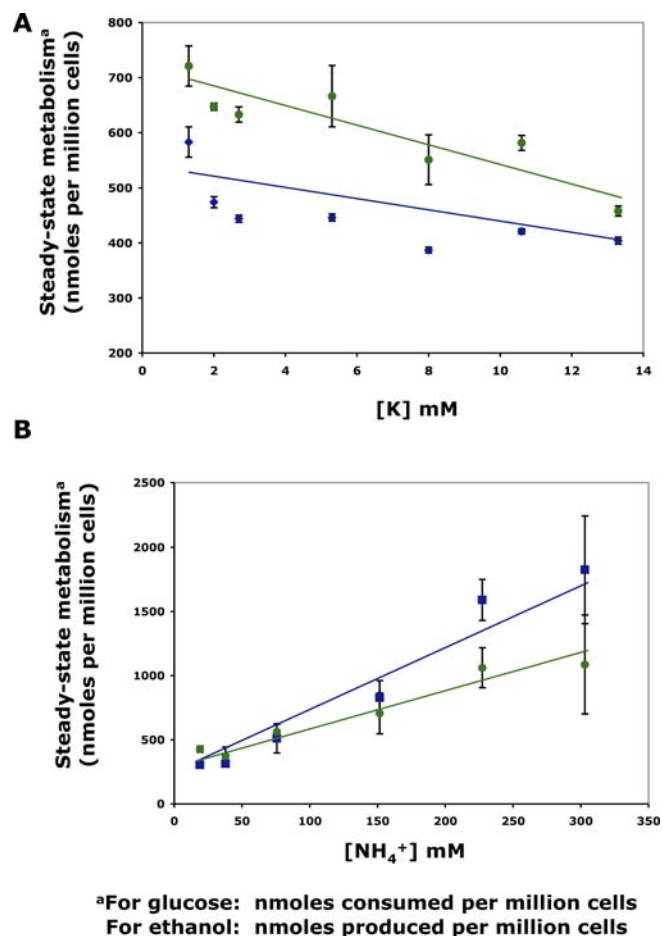 A
Steady-state metabolismᵃ
(nmoles per million cells)
800
700
600
500
400
300
200
0
2
4
6
8
10
12
14
[K] mM
B
Steady-state metabolismᵃ
(nmoles per million cells)
2500
2000
1500
1000
500
0
0
50
100
150
200
250
300
350
[NH₄⁺] mM
ᵃFor glucose: nmoles consumed per million cells
For ethanol: nmoles produced per million cells